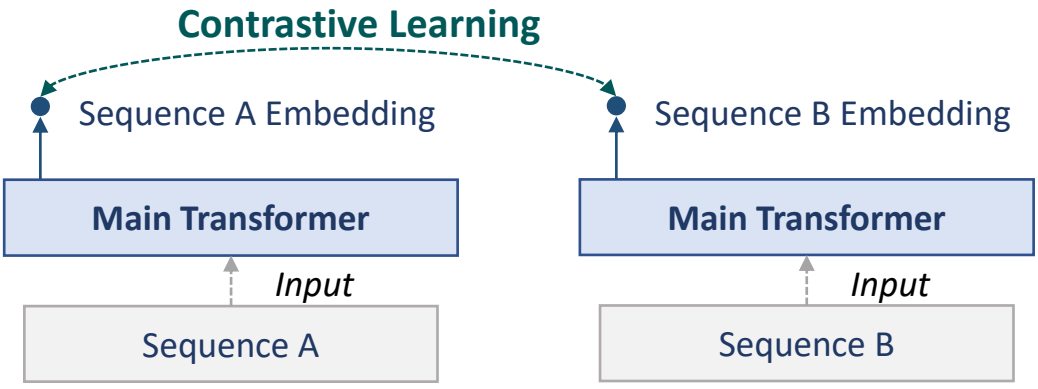 Contrastive Learning
Sequence A Embedding
Sequence B Embedding
Main Transformer
Main Transformer
Input
Input
Sequence A
Sequence B